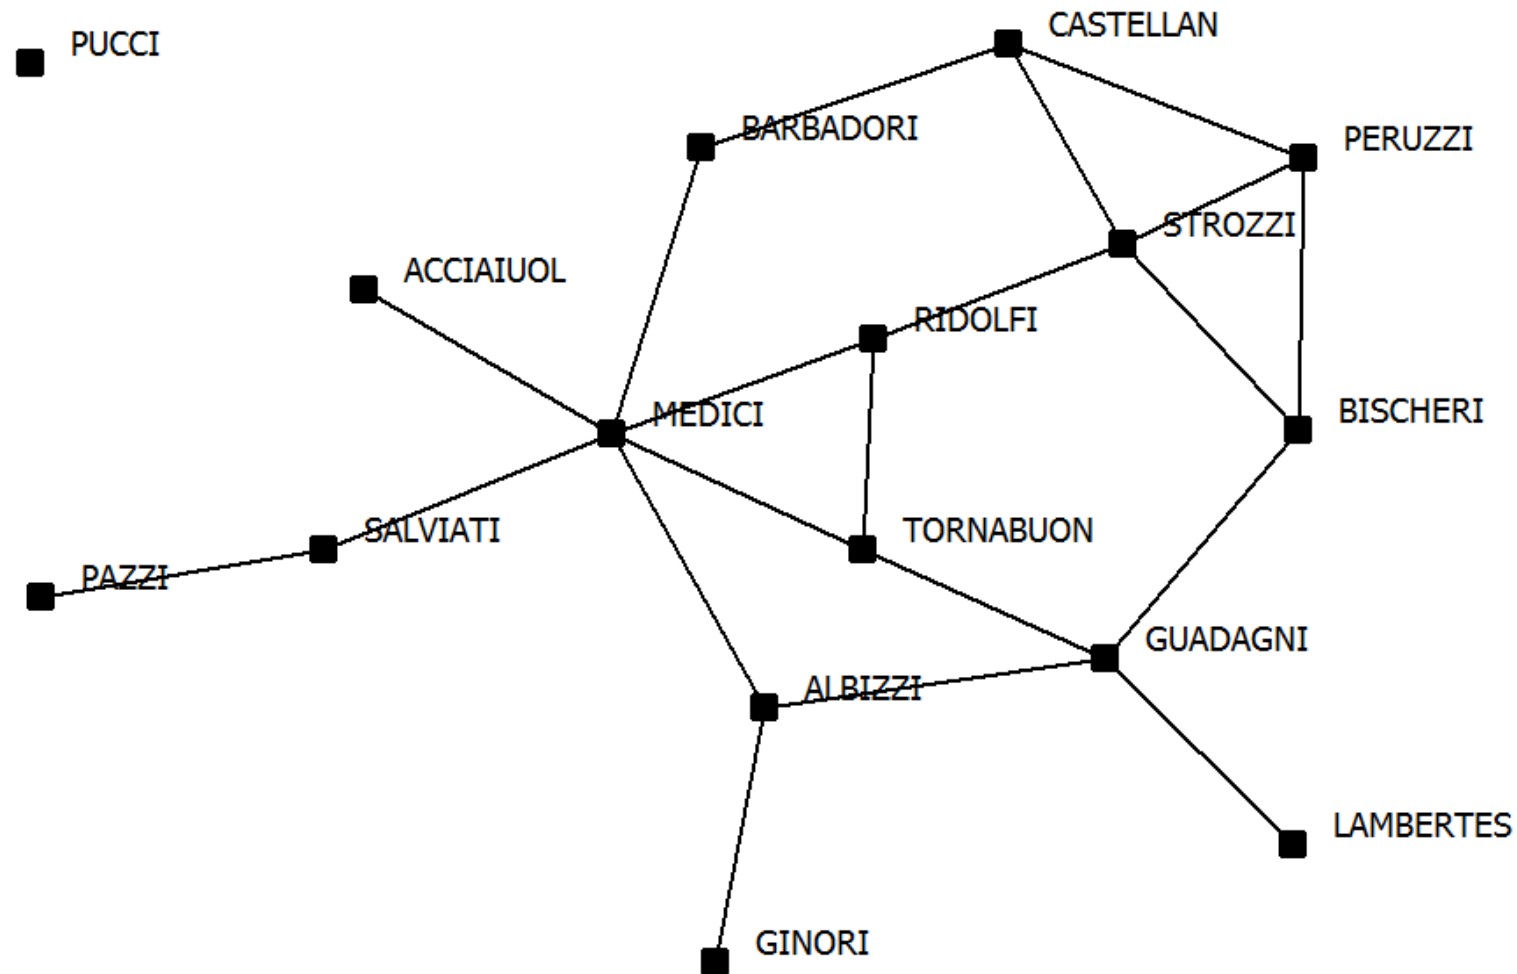 CASTELLAN
PUCCI
BARBADORI
PERUZZI
STROZZI
ACCIAIUOL
RIDOLFI
MEDICI
BISCHERI
SALVIATI
TORNABUON
PAZZI
GUADAGNI
ALBIZZI
LAMBERTES
GINORI